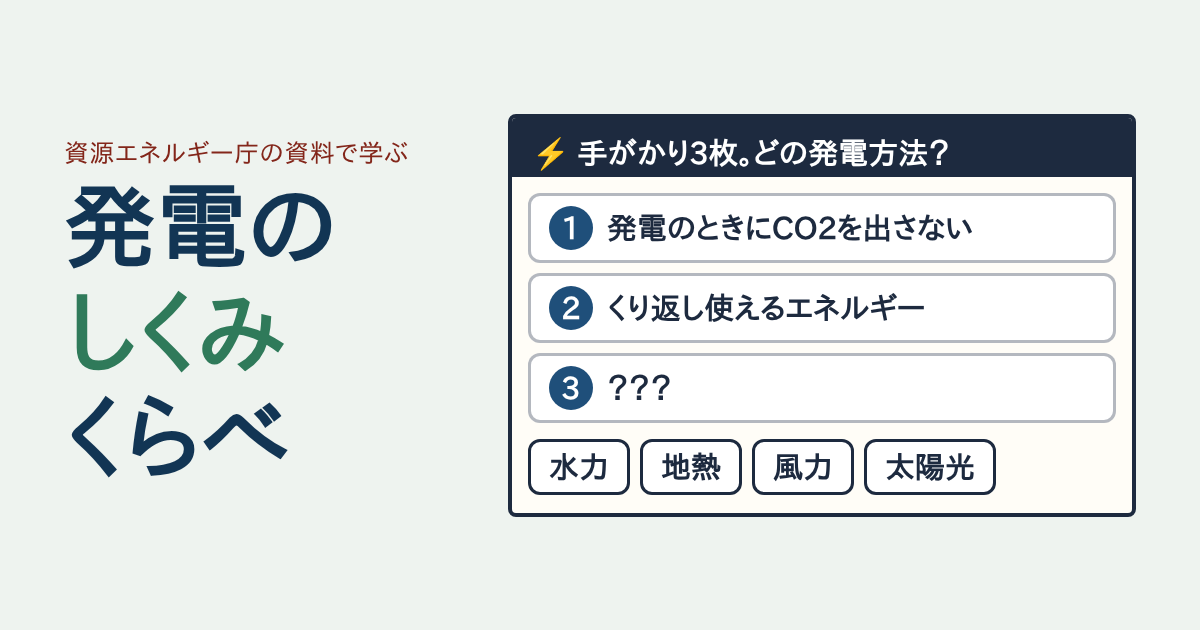 資源エネルギー庁の資料で学ぶ
発電の
しくみ
くらべ
⚡ 手がかり3枚。どの発電方法？
1 発電のときにCO2を出さない
2 くり返し使えるエネルギー
3 ???
水力 地熱 風力 太陽光